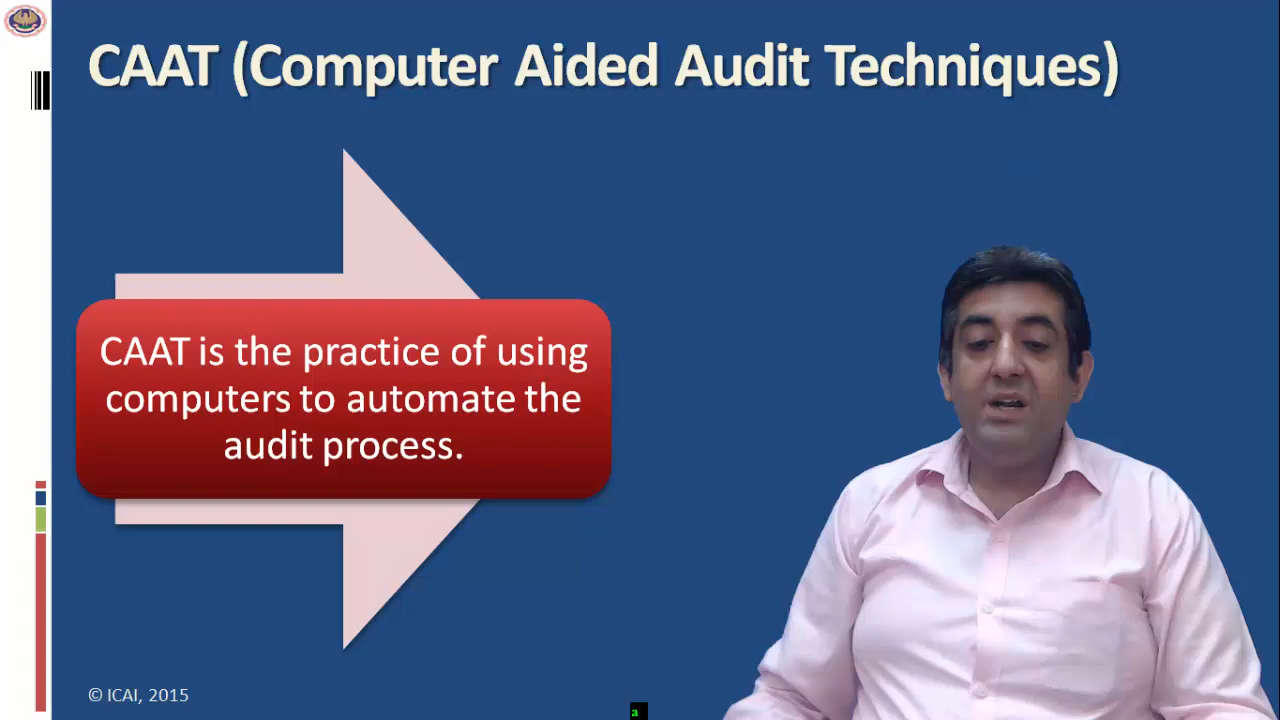 CAAT (Computer Aided Audit Techniques)
CAAT is the practice of using
computers to automate the
audit process.
© ICAI, 2015
a